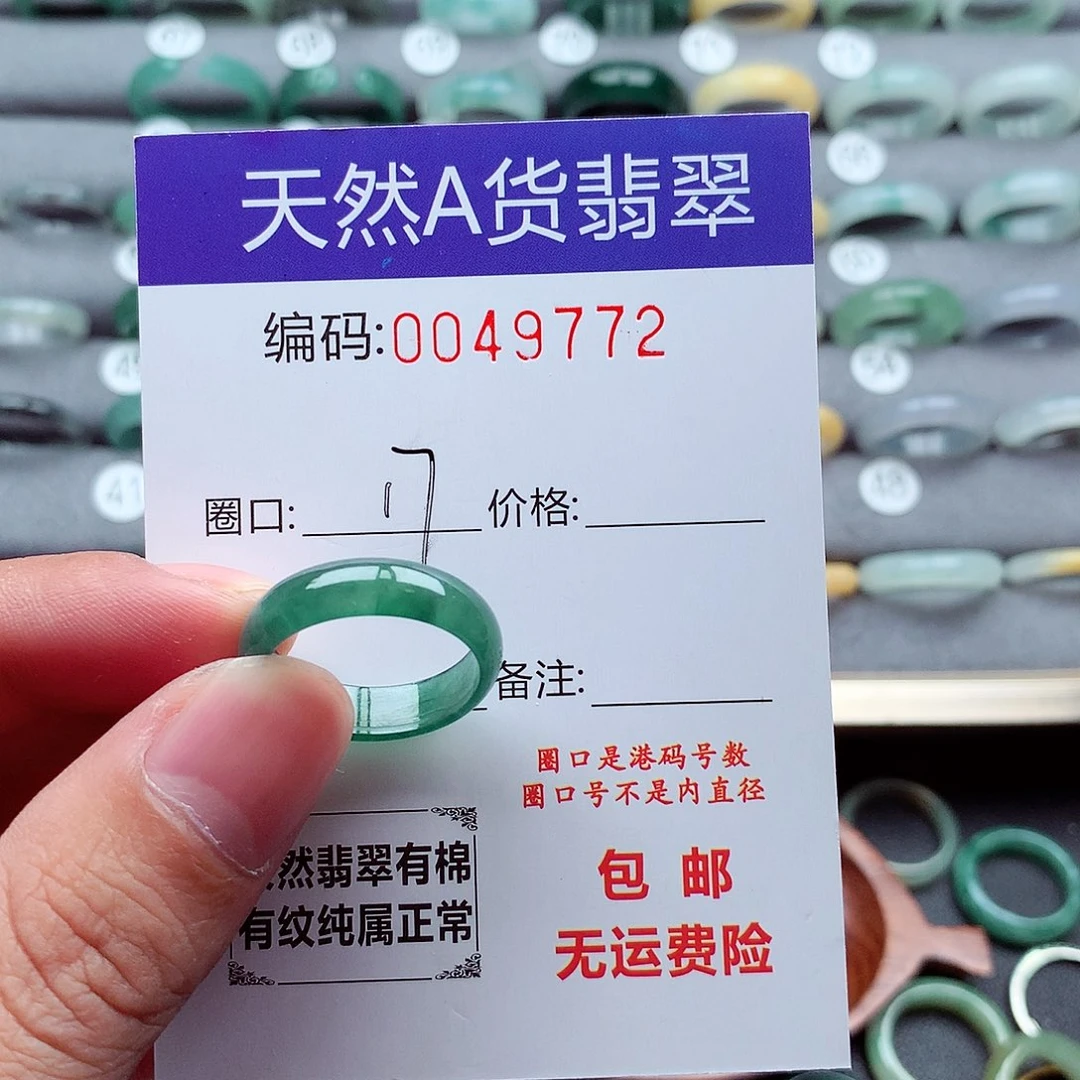 天然A货翡翠
编码:0049772
圈口: 17 价格:
备注:
圈口是港码号数
圈口号不是内直径
然翡翠有棉
有纹纯属正常
包 邮
无运费险
41
48